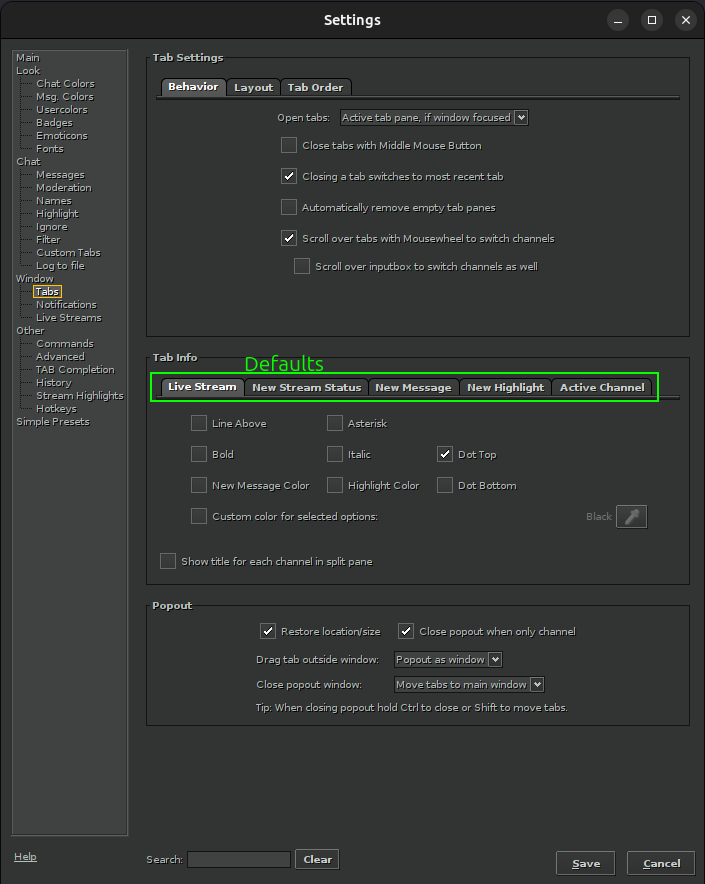 Settings
Main
Look
Chat Colors
Msg. Colors
Usercolors
Badges
Emoticons
Fonts
Chat
Messages
Moderation
Names
Highlight
Ignore
Filter
Custom Tabs
Log to file
Window
Tabs
Notifications
Live Streams
Other
Commands
Advanced
TAB Completion
History
Stream Highlights
Hotkeys
Simple Presets
Help
Tab Settings
Behavior Layout Tab Order
Open tabs: Active tab pane, if window focused
Close tabs with Middle Mouse Button
Closing a tab switches to most recent tab
Automatically remove empty tab panes
Scroll over tabs with Mousewheel to switch channels
Scroll over inputbox to switch channels as well
Tab Info
Defaults
Live Stream New Stream Status New Message New Highlight Active Channel
Line Above Asterisk
Bold Italic Dot Top
New Message Color Highlight Color Dot Bottom
Custom color for selected options: Black
Show title for each channel in split pane
Popout
Restore location/size Close popout when only channel
Drag tab outside window: Popout as window
Close popout window: Move tabs to main window
Tip: When closing popout hold Ctrl to close or Shift to move tabs.
Search: Clear
Save Cancel